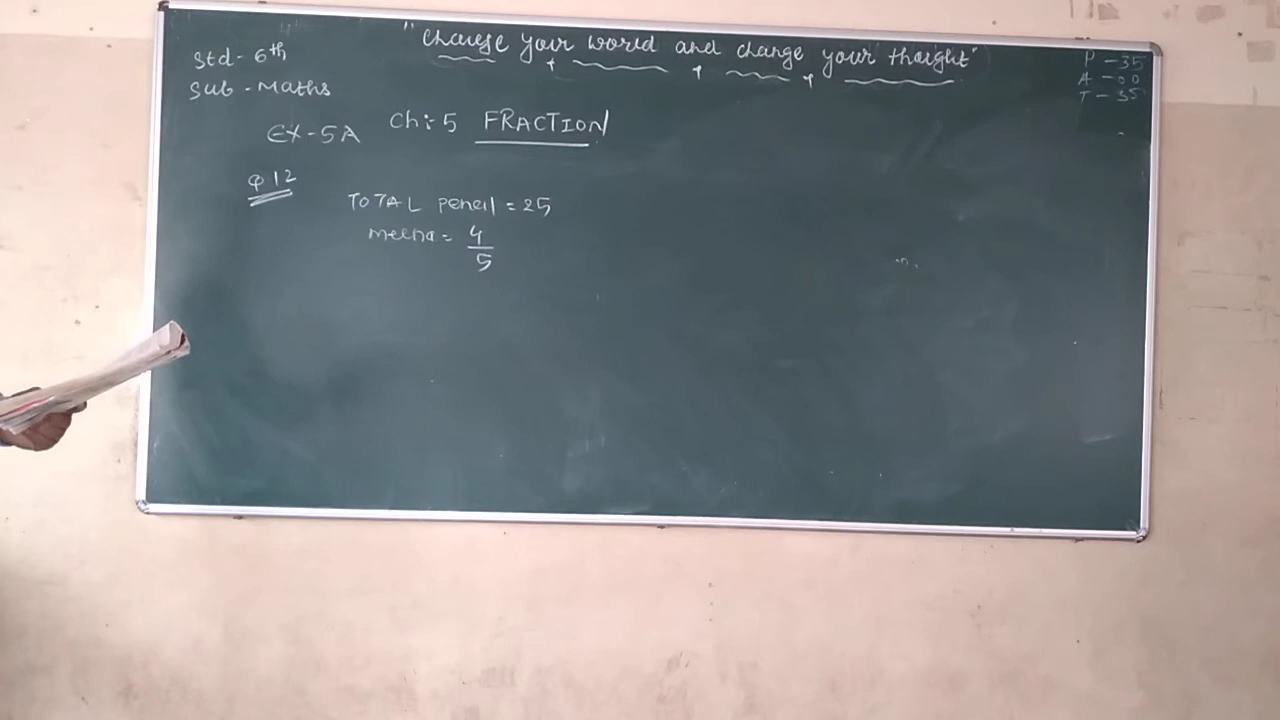 "Change your world and change your thought"
Std - 6th
Sub - Maths
P - 35
A - 00
T - 35
Ch:- 5 FRACTION
EX - 5A
Q 12
TOTAL pencil = 25
meena = 4/5